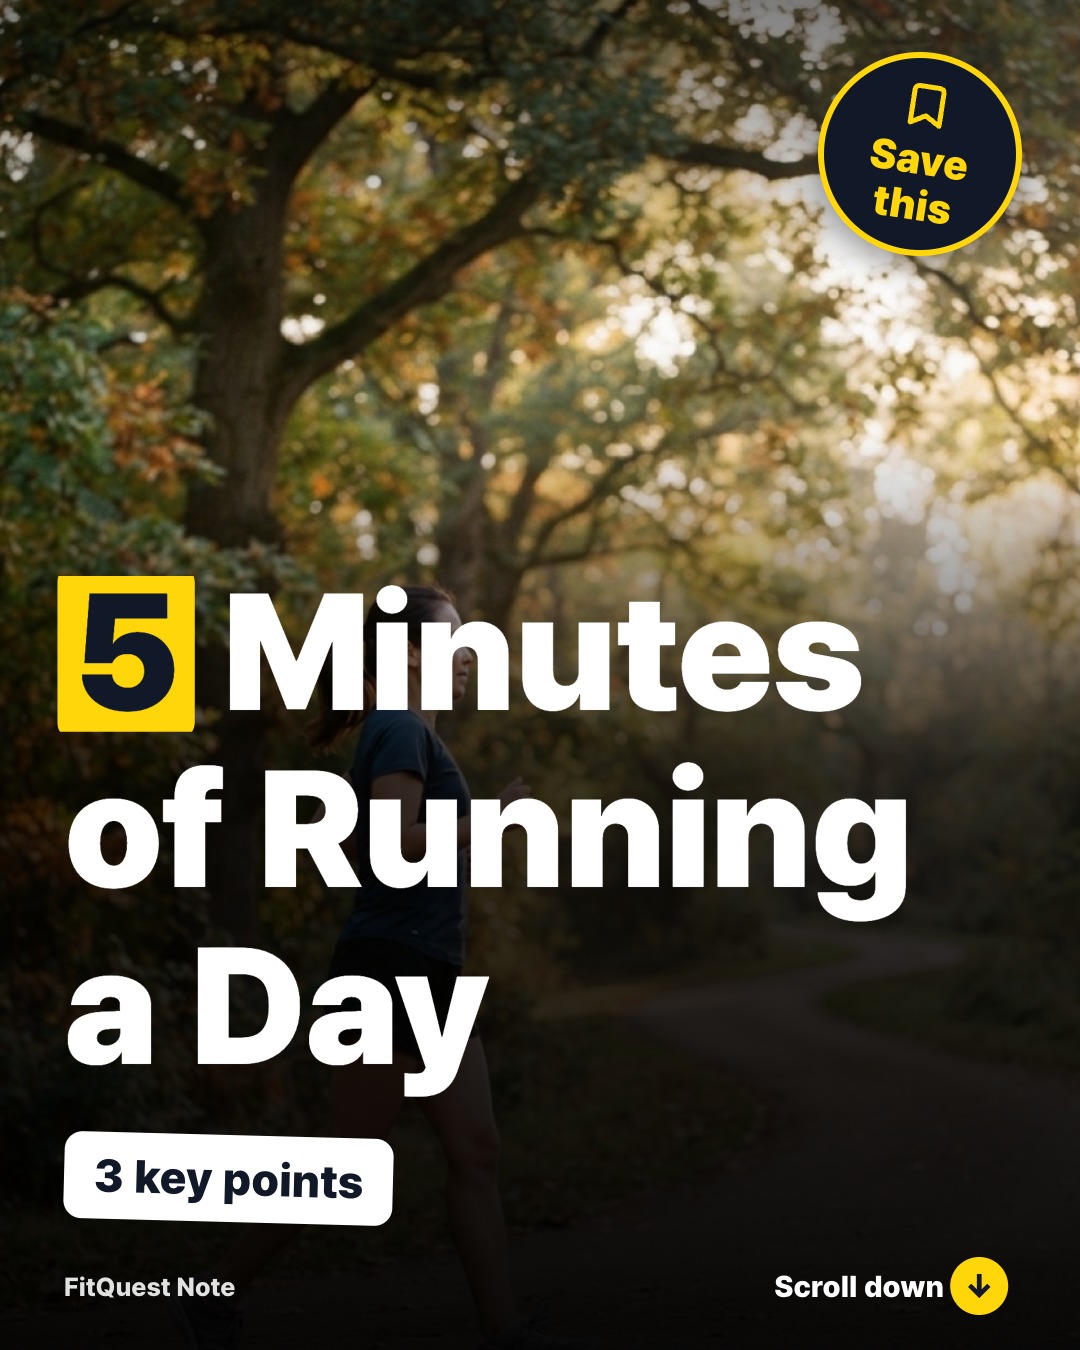 Save
this
5 Minutes
of Running
a Day
3 key points
FitQuest Note
Scroll down